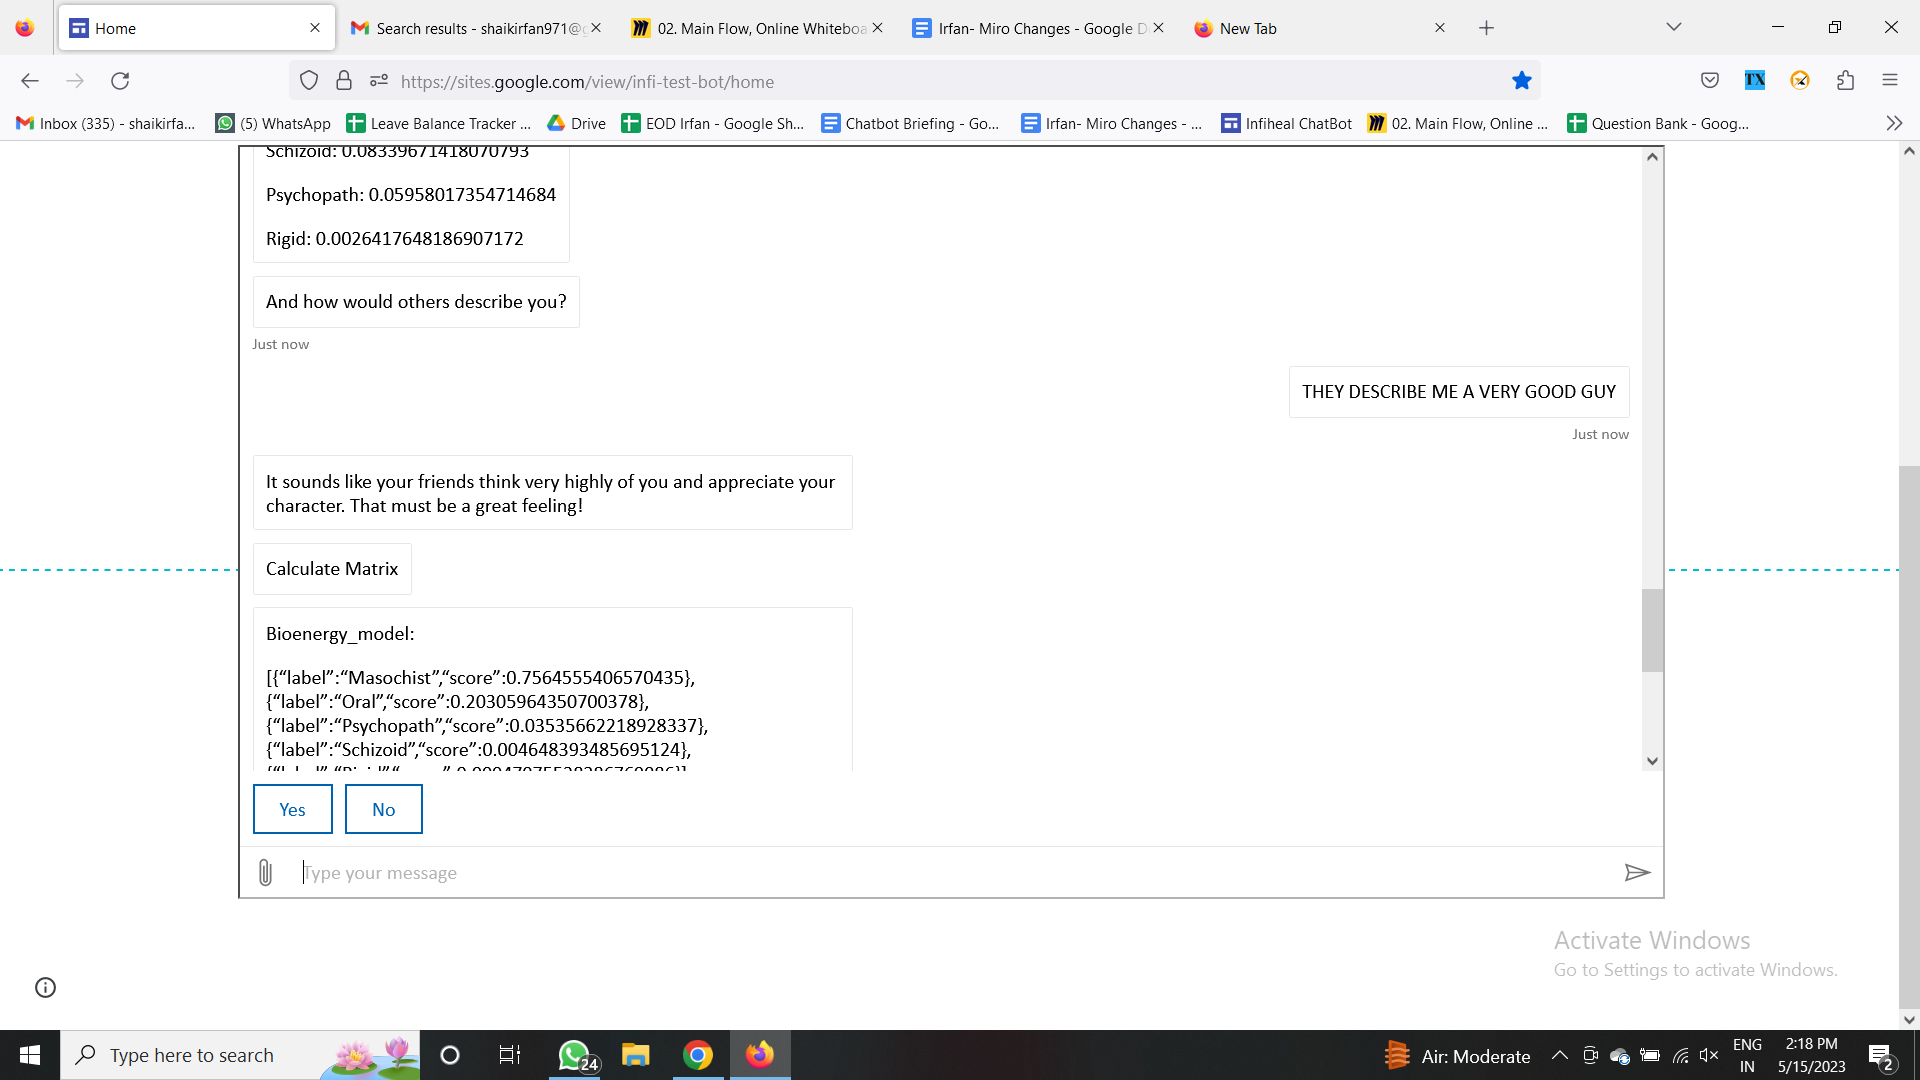 Home
Search results - shaikirfan971@g
02. Main Flow, Online Whiteboa
Irfan- Miro Changes - Google D
New Tab
https://sites.google.com/view/infi-test-bot/home
TX
Inbox (335) - shaikirfa...
(5) WhatsApp
Leave Balance Tracker ...
Drive
EOD Irfan - Google Sh...
Chatbot Briefing - Go...
Irfan- Miro Changes - ...
Infiheal ChatBot
02. Main Flow, Online ...
Question Bank - Goog...
Schizoid: 0.08339671418070793
Psychopath: 0.05958017354714684
Rigid: 0.0026417648186907172
And how would others describe you?
Just now
THEY DESCRIBE ME A VERY GOOD GUY
Just now
It sounds like your friends think very highly of you and appreciate your
character. That must be a great feeling!
Calculate Matrix
Bioenergy_model:
[{“label”:“Masochist”,“score”:0.7564555406570435},
{“label”:“Oral”,“score”:0.20305964350700378},
{“label”:“Psychopath”,“score”:0.03535662218928337},
{“label”:“Schizoid”,“score”:0.004648393485695124},
Yes
No
Type your message
Activate Windows
Go to Settings to activate Windows.
Type here to search
24
Air: Moderate
ENG
IN
2:18 PM
5/15/2023
2